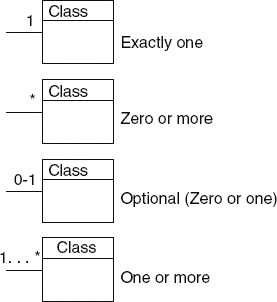 1
Class
Exactly one
*
Class
Zero or more
0-1
Class
Optional (Zero or one)
1. . . *
Class
One or more